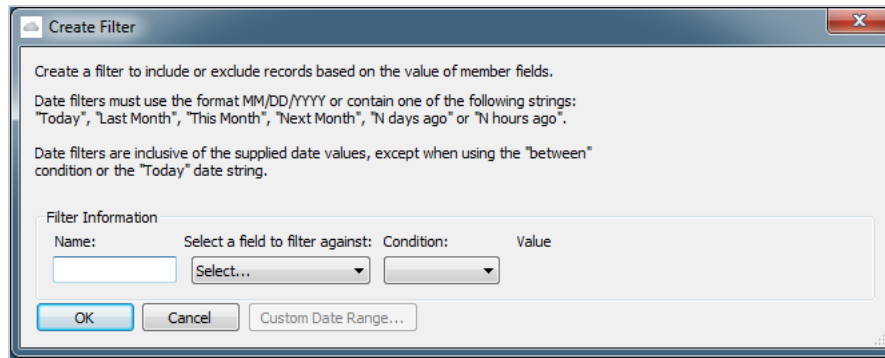 Create Filter
Create a filter to include or exclude records based on the value of member fields.
Date filters must use the format MM/DD/YYYY or contain one of the following strings:
"Today", "Last Month", "This Month", "Next Month", "N days ago" or "N hours ago".
Date filters are inclusive of the supplied date values, except when using the "between"
condition or the "Today" date string.
Filter Information
Name: Select a field to filter against: Condition: Value
Select...
OK Cancel Custom Date Range...